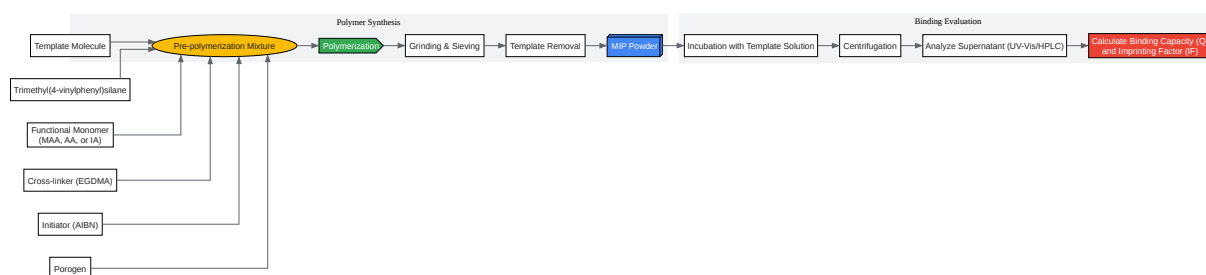 Polymer Synthesis
Binding Evaluation
Template Molecule
Pre-polymerization Mixture
Polymerization
Grinding & Sieving
Template Removal
MIP Powder
Incubation with Template Solution
Centrifugation
Analyze Supernatant (UV-Vis/HPLC)
Calculate Binding Capacity (Q
and Imprinting Factor (IF)
Trimethyl(4-vinylphenyl)silane
Functional Monomer
(MAA, AA, or IA)
Cross-linker (EGDMA)
Initiator (AIBN)
Porogen